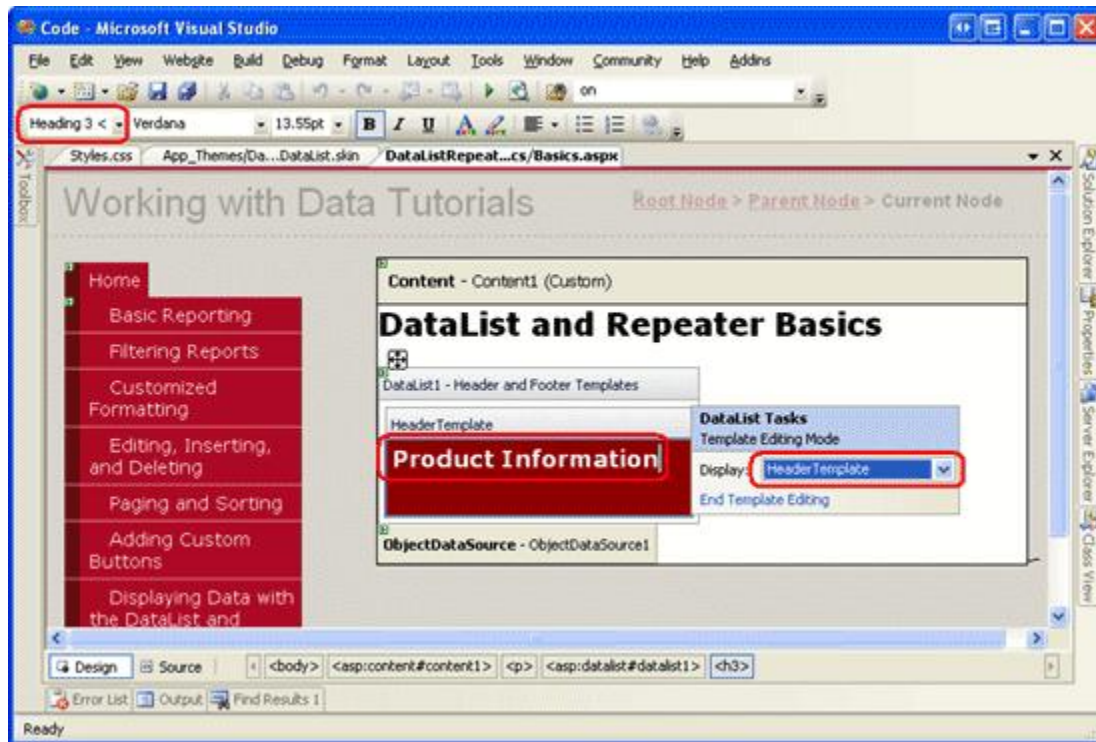 Code - Microsoft Visual Studio
File Edit View Website Build Debug Format Layout Tools Window Community Help Addins
on
Heading 3 < Verdana 13.55pt B I U A
Styles.css App_Themes/Da...DataList.skin DataListRepeat...cs/Basics.aspx
Toolbox
Working with Data Tutorials
Root Node > Parent Node > Current Node
Home
Basic Reporting
Filtering Reports
Customized
Formatting
Editing, Inserting,
and Deleting
Paging and Sorting
Adding Custom
Buttons
Displaying Data with
the DataList and
Content - Content1 (Custom)
DataList and Repeater Basics
DataList1 - Header and Footer Templates
HeaderTemplate
Product Information
DataList Tasks
Template Editing Mode
Display: HeaderTemplate
End Template Editing
ObjectDataSource - ObjectDataSource1
Solution Explorer
Properties
Server Explorer
Class View
Design Source <body> <asp:content#content1> <p> <asp:datalist#datalist1> <h3>
Error List Output Find Results 1
Ready